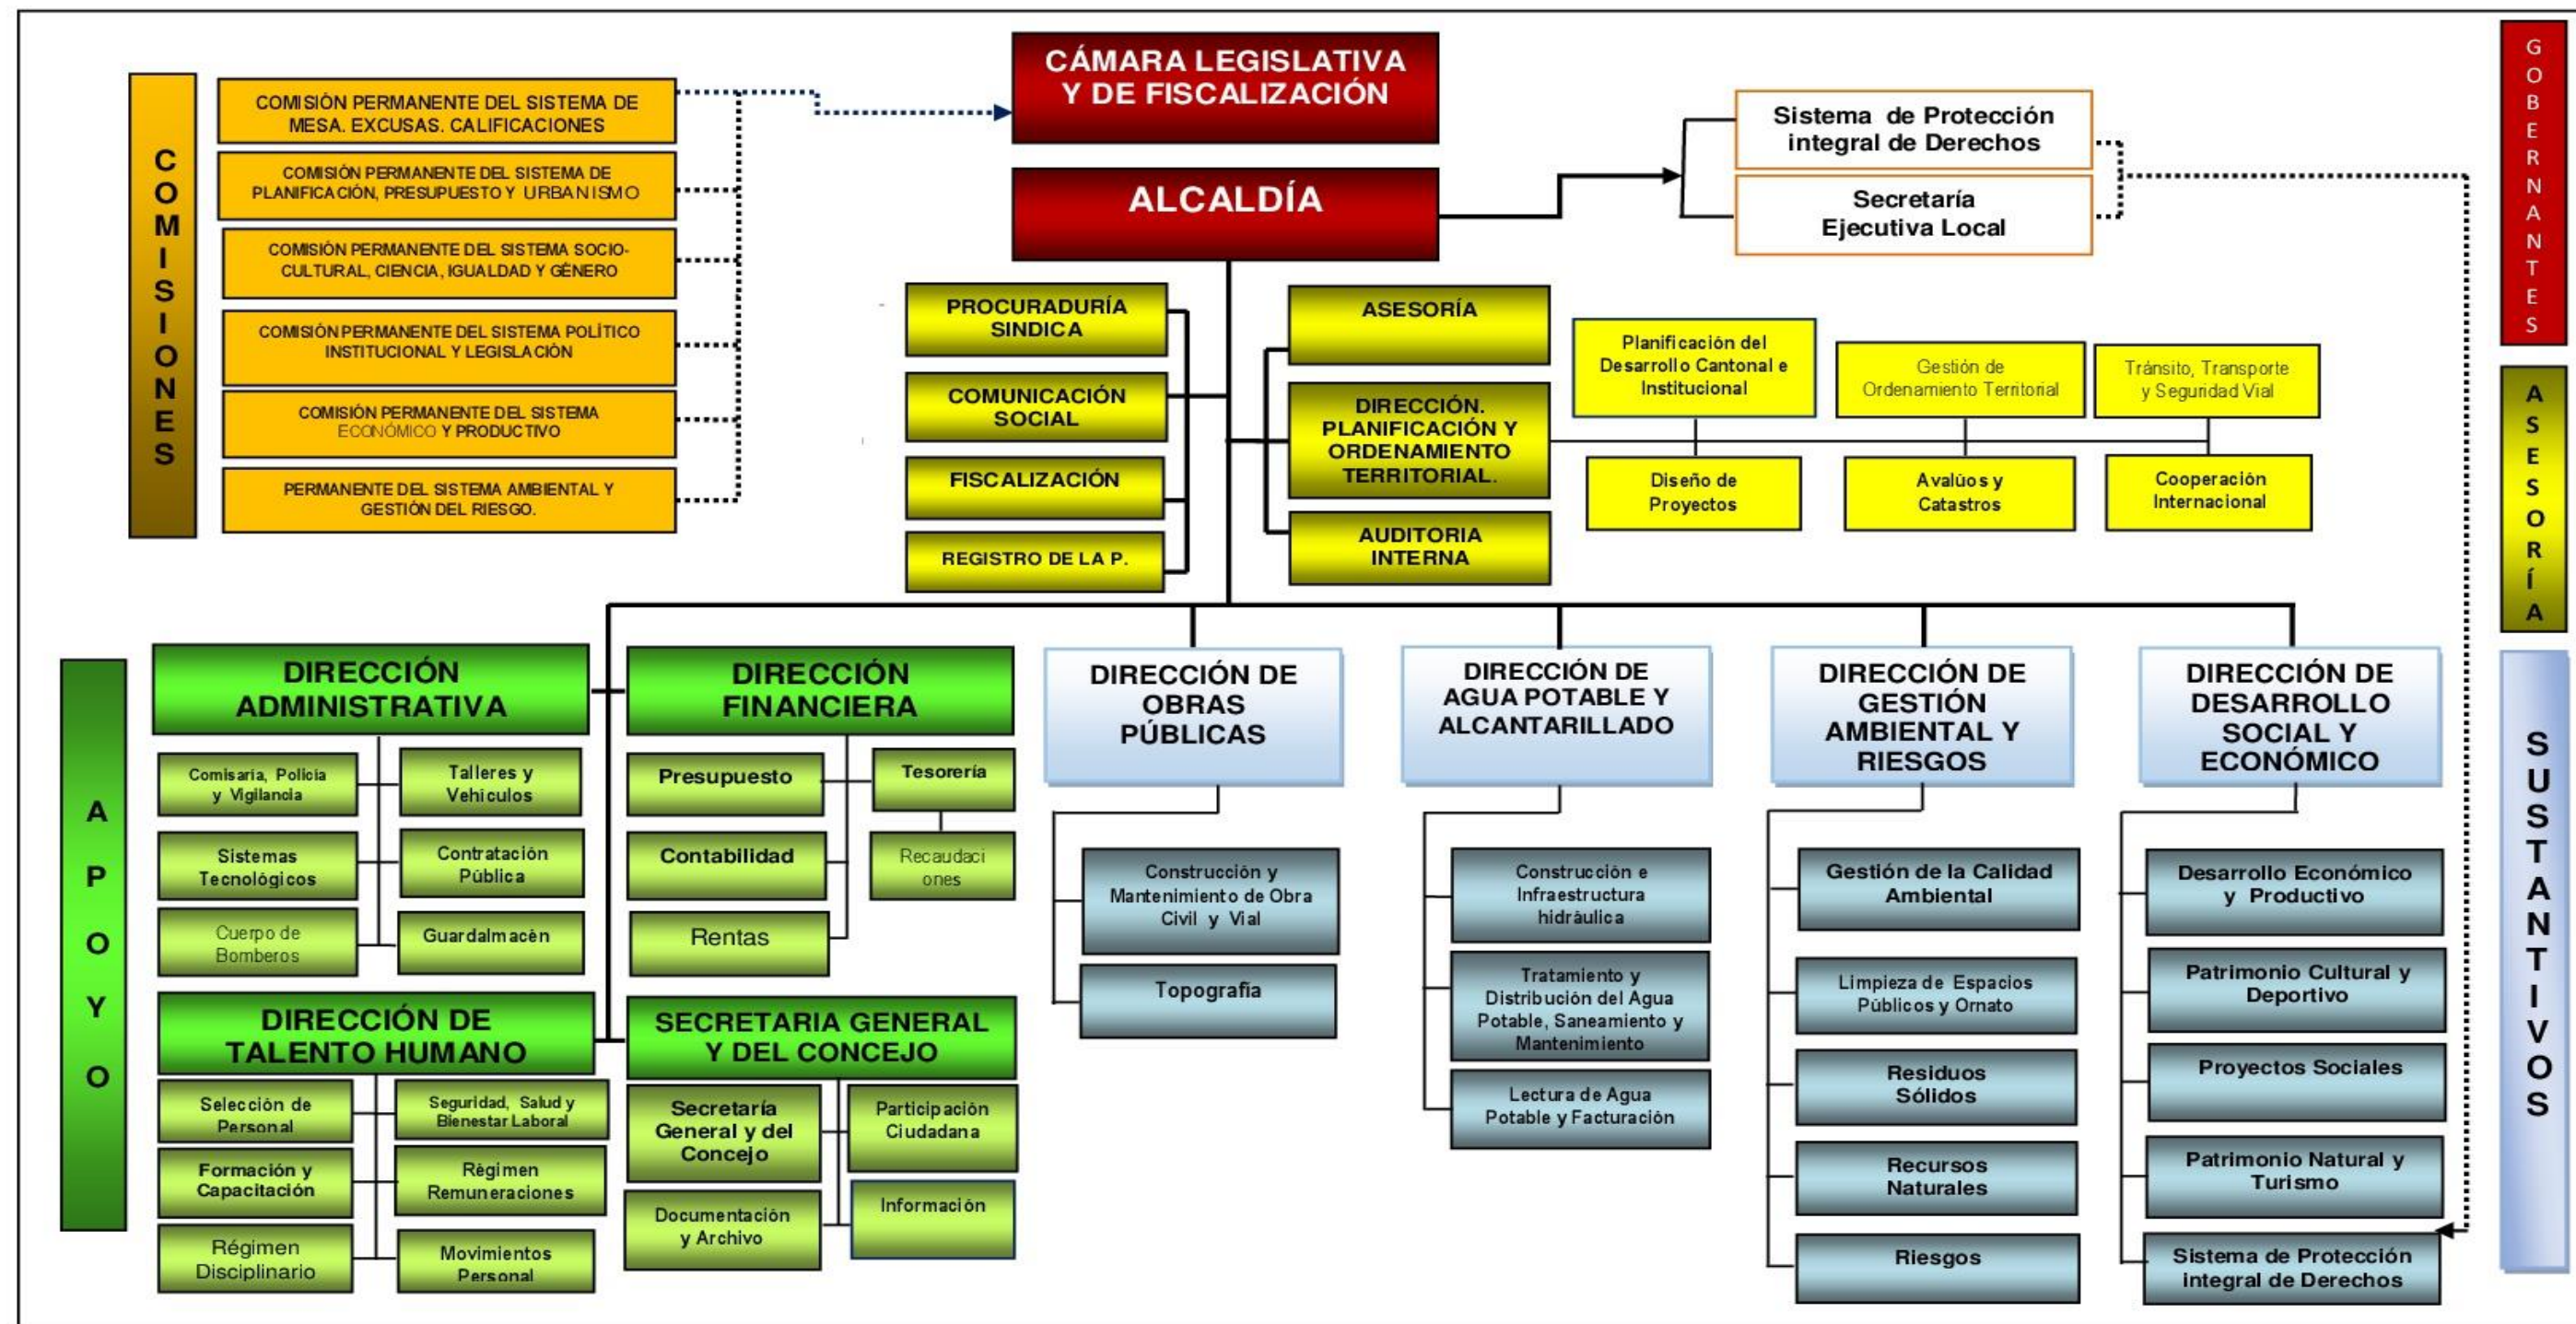 CÁMARA LEGISLATIVA
Y DE FISCALIZACIÓN
ALCALDÍA
COMISIONES
COMISIÓN PERMANENTE DEL SISTEMA DE
MESA. EXCUSAS. CALIFICACIONES
COMISIÓN PERMANENTE DEL SISTEMA DE
PLANIFICACIÓN, PRESUPUESTO Y URBANISMO
COMISIÓN PERMANENTE DEL SISTEMA SOCIO-
CULTURAL, CIENCIA, IGUALDAD Y GÉNERO
COMISIÓN PERMANENTE DEL SISTEMA POLÍTICO
INSTITUCIONAL Y LEGISLACIÓN
COMISIÓN PERMANENTE DEL SISTEMA
ECONÓMICO Y PRODUCTIVO
PERMANENTE DEL SISTEMA AMBIENTAL Y
GESTIÓN DEL RIESGO.
Sistema de Protección
integral de Derechos
Secretaría
Ejecutiva Local
GOBERNANTES
PROCURADURÍA
SINDICA
COMUNICACIÓN
SOCIAL
FISCALIZACIÓN
REGISTRO DE LA P.
ASESORÍA
DIRECCIÓN.
PLANIFICACIÓN Y
ORDENAMIENTO
TERRITORIAL.
AUDITORIA
INTERNA
Planificación del
Desarrollo Cantonal e
Institucional
Gestión de
Ordenamiento Territorial
Tránsito, Transporte
y Seguridad Vial
Diseño de
Proyectos
Avalúos y
Catastros
Cooperación
Internacional
ASESORÍA
APOYO
DIRECCIÓN
ADMINISTRATIVA
Comisaría, Policía
y Vigilancia
Talleres y
Vehículos
Sistemas
Tecnológicos
Contratación
Pública
Cuerpo de
Bomberos
Guardalmacén
DIRECCIÓN
FINANCIERA
Presupuesto
Tesorería
Contabilidad
Recaudaci
ones
Rentas
DIRECCIÓN DE
TALENTO HUMANO
Selección de
Personal
Seguridad, Salud y
Bienestar Laboral
Formación y
Capacitación
Régimen
Remuneraciones
Régimen
Disciplinario
Movimientos
Personal
SECRETARIA GENERAL
Y DEL CONCEJO
Secretaría
General y del
Concejo
Participación
Ciudadana
Documentación
y Archivo
Información
DIRECCIÓN DE
OBRAS
PÚBLICAS
Construcción y
Mantenimiento de Obra
Civil y Vial
Topografía
DIRECCIÓN DE
AGUA POTABLE Y
ALCANTARILLADO
Construcción e
Infraestructura
hidráulica
Tratamiento y
Distribución del Agua
Potable, Saneamiento y
Mantenimiento
Lectura de Agua
Potable y Facturación
DIRECCIÓN DE
GESTIÓN
AMBIENTAL Y
RIESGOS
Gestión de la Calidad
Ambiental
Limpieza de Espacios
Públicos y Ornato
Residuos
Sólidos
Recursos
Naturales
Riesgos
DIRECCIÓN DE
DESARROLLO
SOCIAL Y
ECONÓMICO
Desarrollo Económico
y Productivo
Patrimonio Cultural y
Deportivo
Proyectos Sociales
Patrimonio Natural y
Turismo
Sistema de Protección
integral de Derechos
SUSTANTIVOS